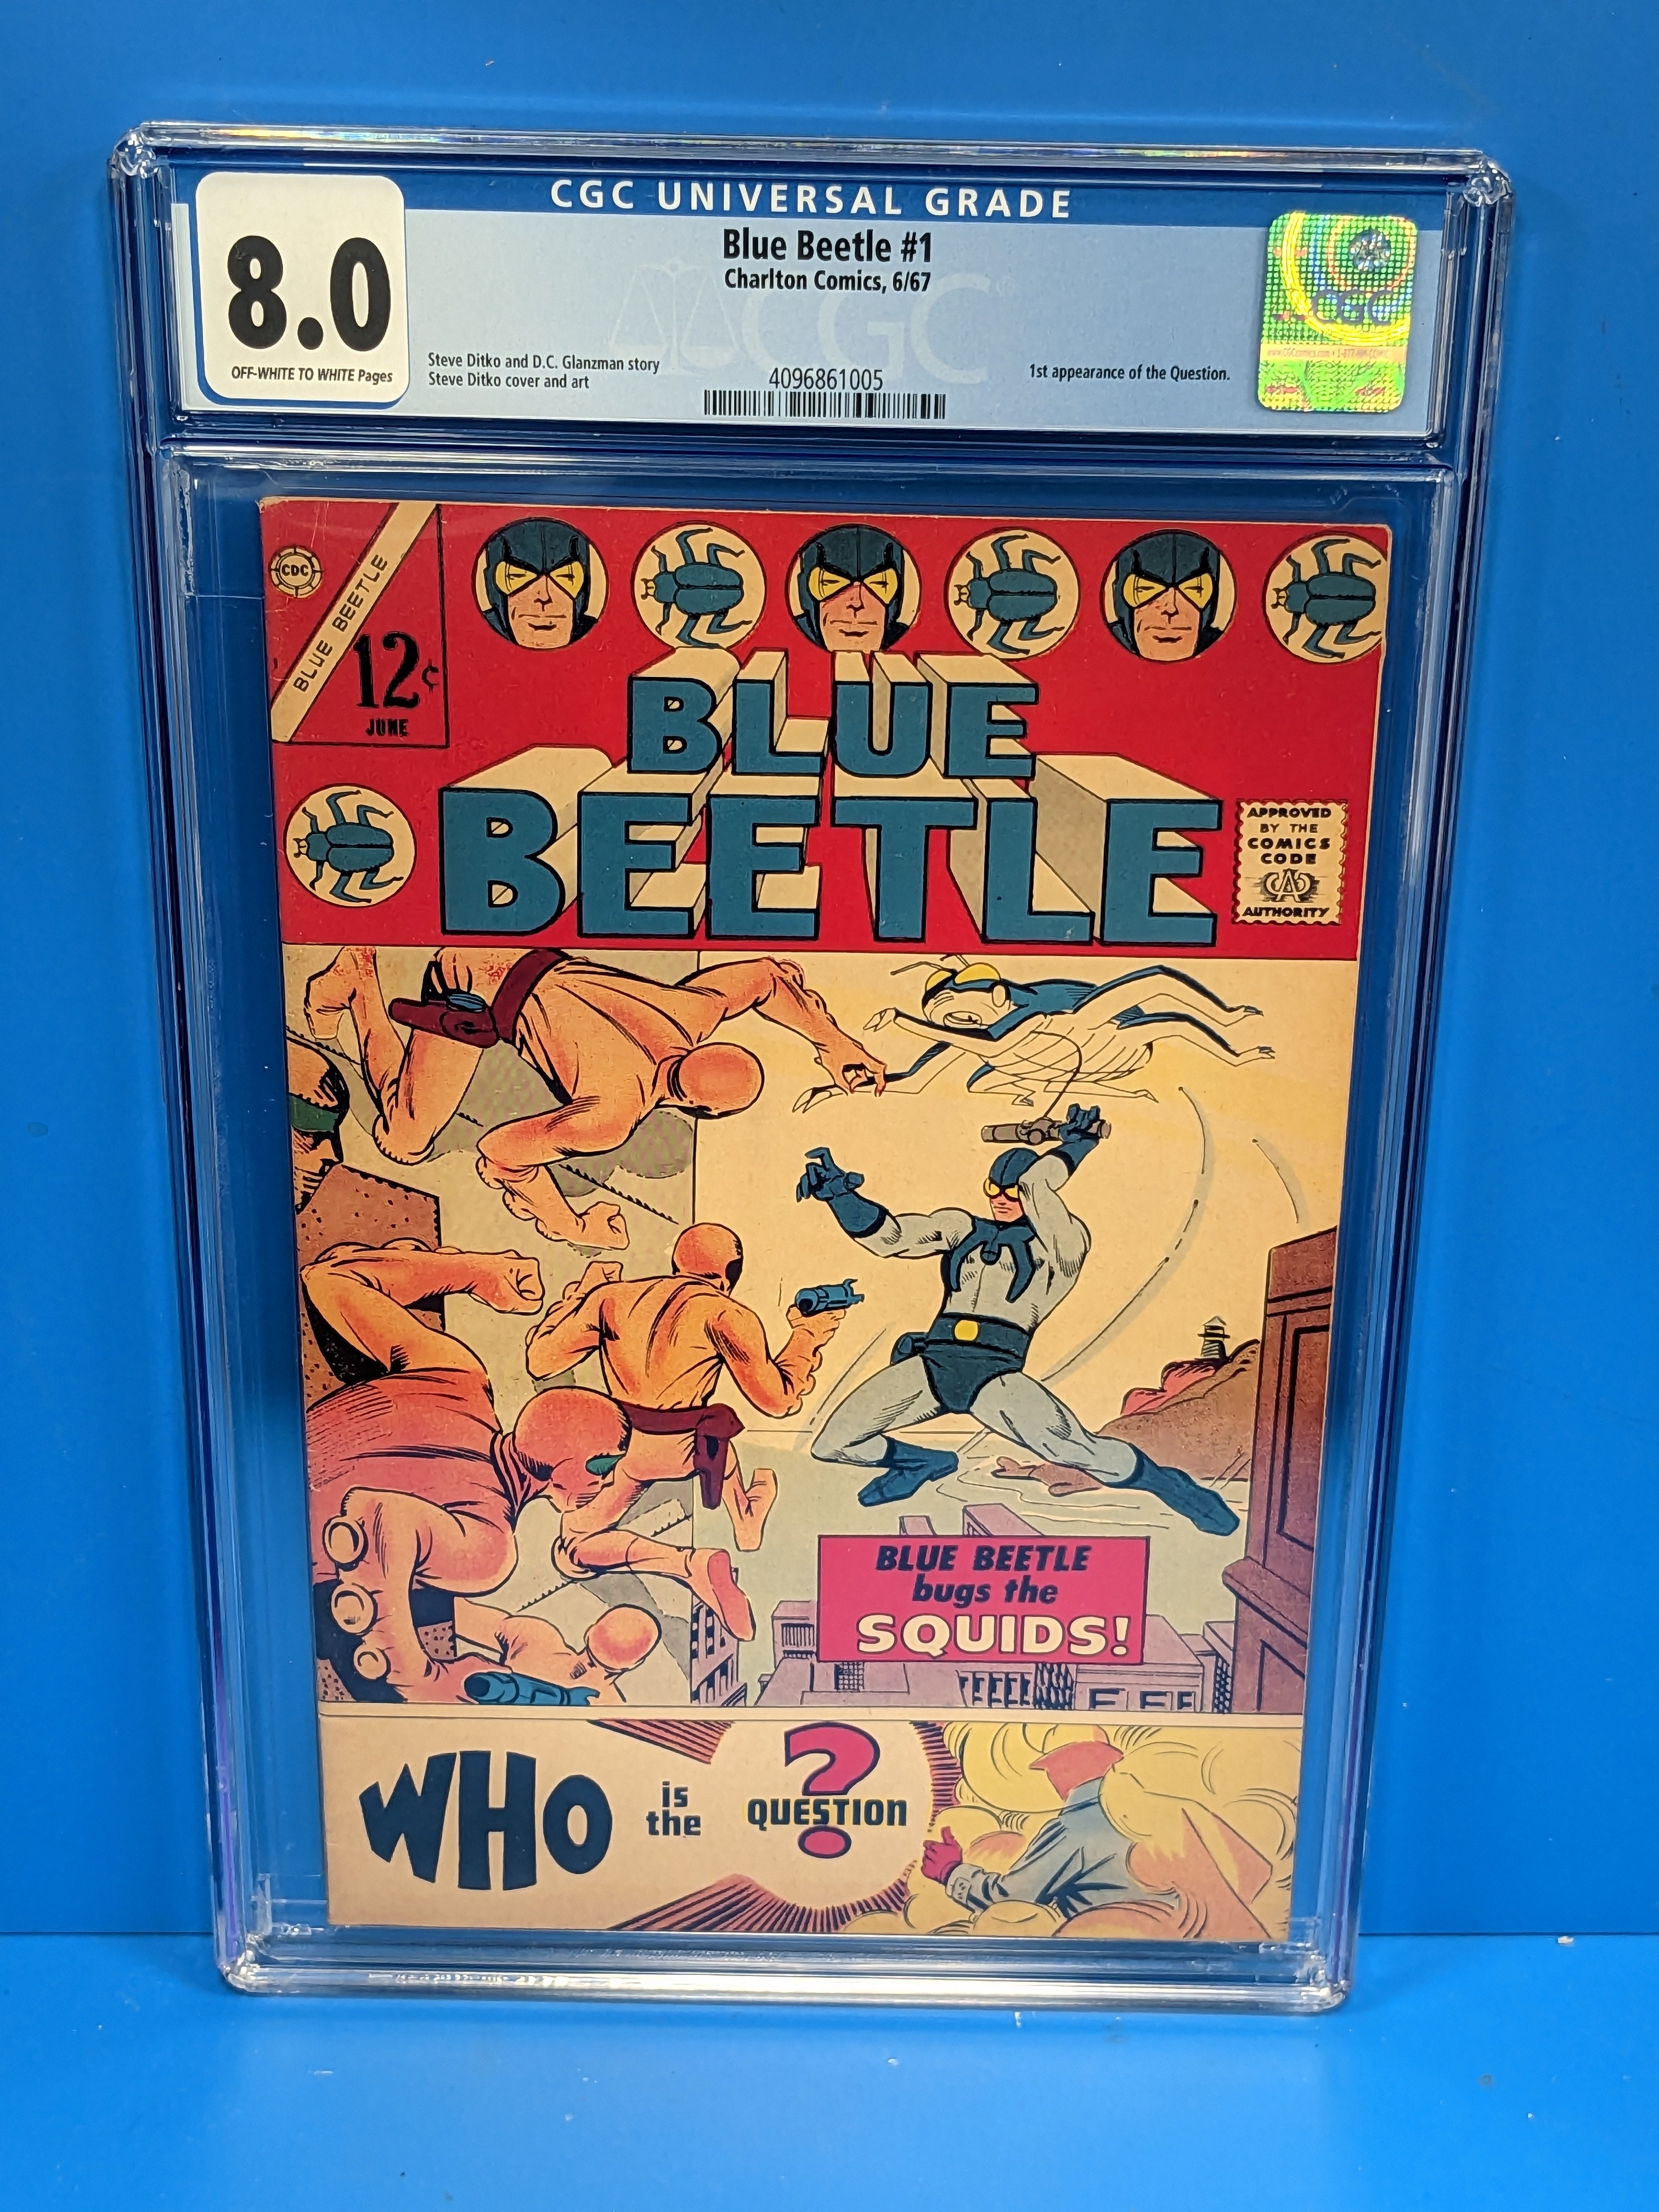 CGC UNIVERSAL GRADE
8.0
OFF-WHITE TO WHITE Pages
Blue Beetle #1
Charlton Comics, 6/67
CGC
Steve Ditko and D.C. Glanzman story
Steve Ditko cover and art
4096861005
1st appearance of the Question.
CGC
CDC
BLUE BEETLE
12¢
JUNE
BLUE
BEETLE
APPROVED
BY THE
COMICS
CODE
CA
AUTHORITY
BLUE BEETLE
bugs the
SQUIDS!
WHO
is
the
?
QUESTION